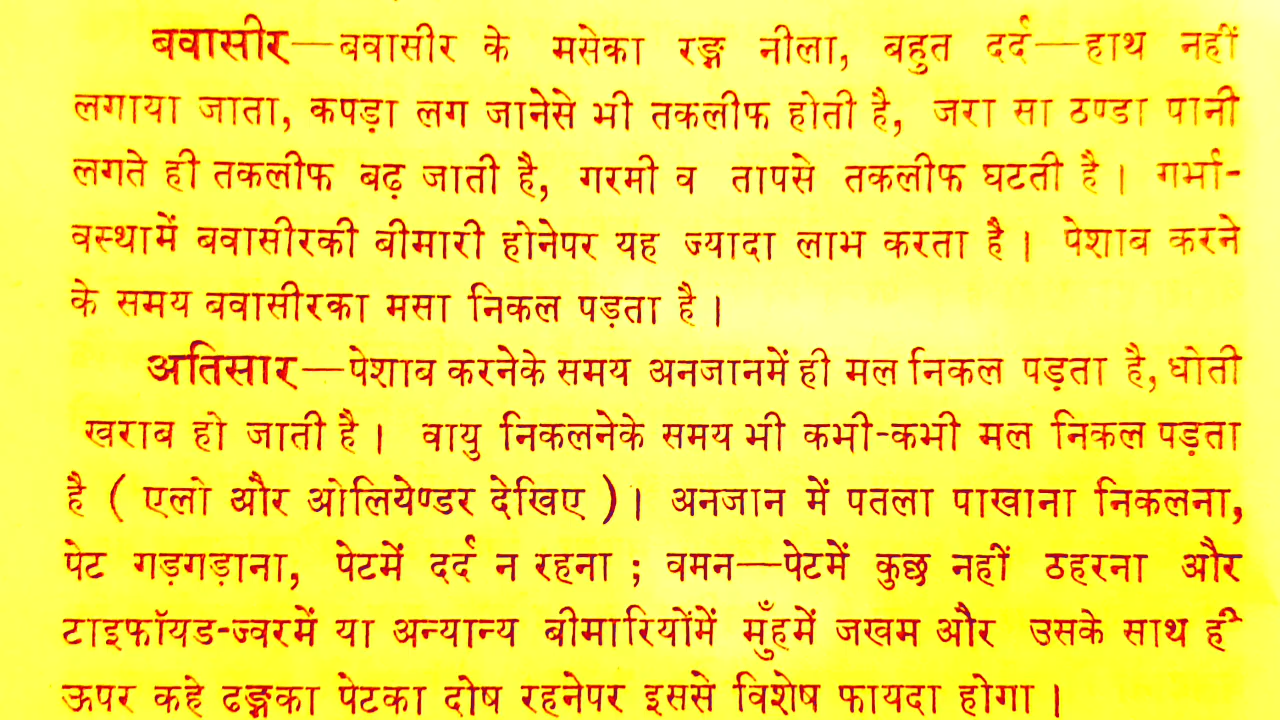 बवासीर—बवासीर के मसेका रङ्ग नीला, बहुत दर्द—हाथ नहीं
लगाया जाता, कपड़ा लग जानेसे भी तकलीफ होती है, जरा सा ठण्डा पानी
लगते ही तकलीफ बढ़ जाती है, गरमी व तापसे तकलीफ घटती है। गर्भा-
वस्थामें बवासीरकी बीमारी होनेपर यह ज्यादा लाभ करता है। पेशाब करने
के समय बवासीरका मसा निकल पड़ता है।
अतिसार—पेशाब करनेके समय अनजानमें ही मल निकल पड़ता है, धोती
खराब हो जाती है। वायु निकलनेके समय भी कभी-कभी मल निकल पड़ता
है ( एलो और ओलियेण्डर देखिए )। अनजान में पतला पाखाना निकलना,
पेट गड़गड़ाना, पेटमें दर्द न रहना ; वमन—पेटमें कुछ नहीं ठहरना और
टाइफॉयड-ज्वरमें या अन्यान्य बीमारियोंमें मुँहमें जखम और उसके साथ ही
ऊपर कहे ढङ्गका पेटका दोष रहनेपर इससे विशेष फायदा होगा।